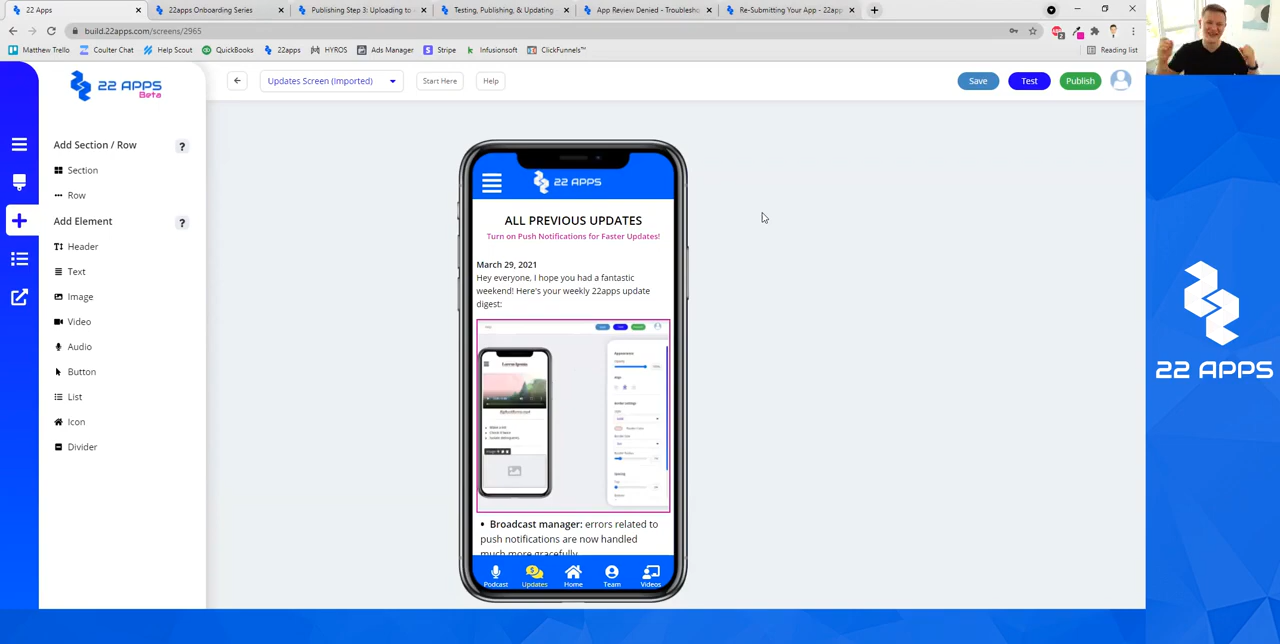 22 Apps
22apps Onboarding Series
Publishing Step 3: Uploading to
Testing, Publishing, & Updating
App Review Denied - Troublesho
Re-Submitting Your App - 22app
build.22apps.com/screens/2965
Matthew Trello
Coulter Chat
Help Scout
QuickBooks
22apps
HYROS
Ads Manager
Stripe
Infusionsoft
ClickFunnels™
Reading list
22 APPS
Beta
Updates Screen (Imported)
Start Here
Help
Save
Test
Publish
Add Section / Row
?
Section
Row
Add Element
?
Header
Text
Image
Video
Audio
Button
List
Icon
Divider
22 APPS
ALL PREVIOUS UPDATES
Turn on Push Notifications for Faster Updates!
March 29, 2021
Hey everyone, I hope you had a fantastic
weekend! Here's your weekly 22apps update
digest:
• Broadcast manager: errors related to
push notifications are now handled
much more gracefully
Podcast
Updates
Home
Team
Videos
22 APPS